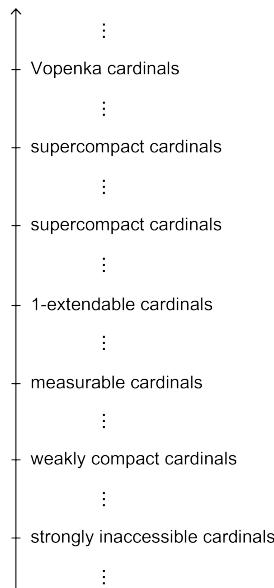 Vopenka cardinals
supercompact cardinals
supercompact cardinals
1-extendable cardinals
measurable cardinals
weakly compact cardinals
strongly inaccessible cardinals